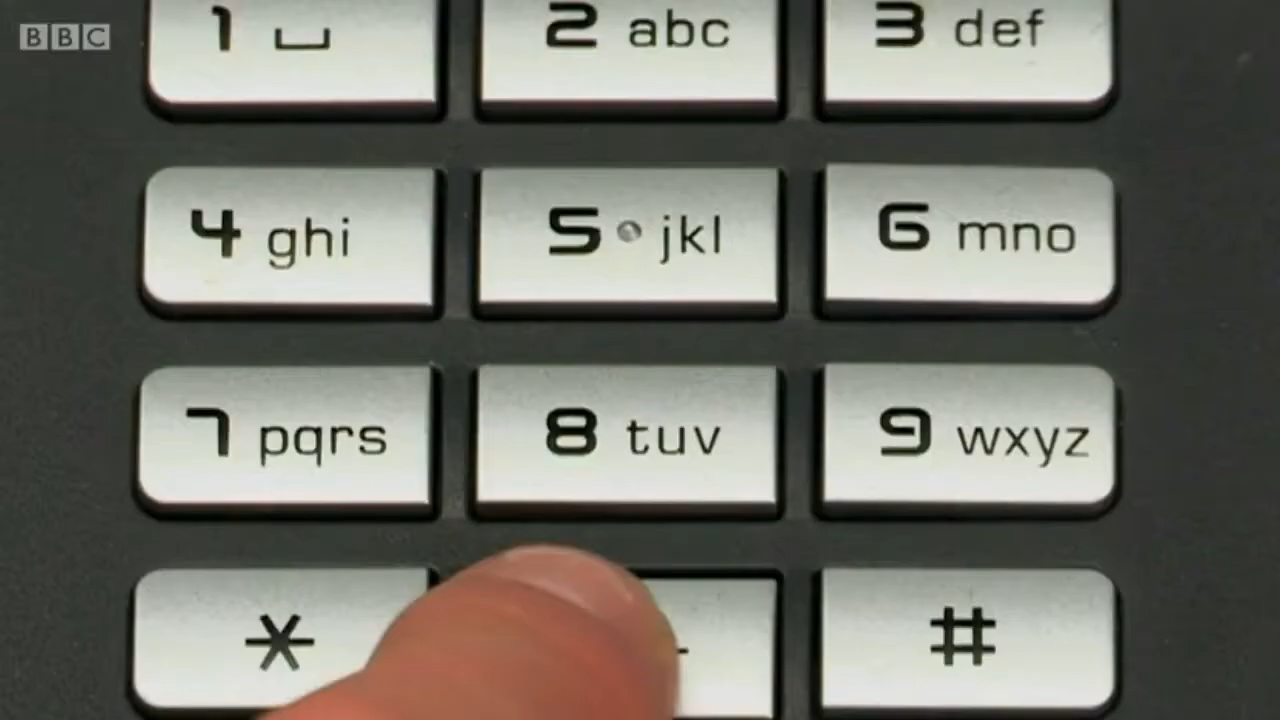 BBC
1 ␣ 2 abc 3 def
4 ghi 5 jkl 6 mno
7 pqrs 8 tuv 9 wxyz
* #